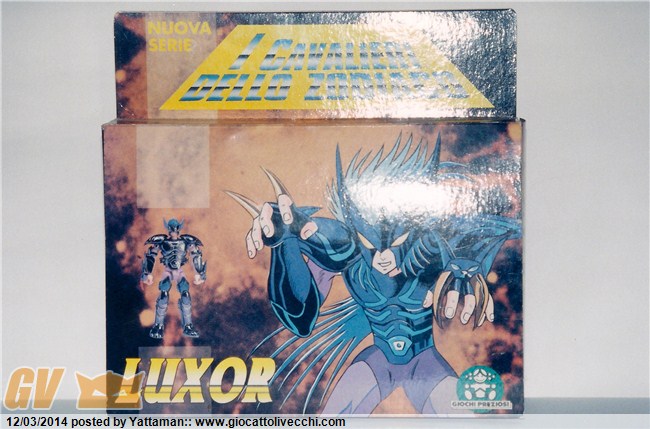 NUOVA
SERIE
I CAVALIERI
DELLO ZODIACO
LUXOR
GIOCHI PREZIOSI
GV
12/03/2014 posted by Yattaman:: www.giocattolivecchi.com